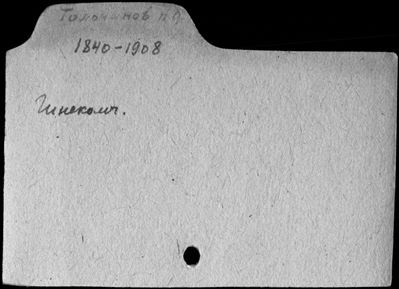 Толочинов н. Ф.
1840-1908
Гинеколог.